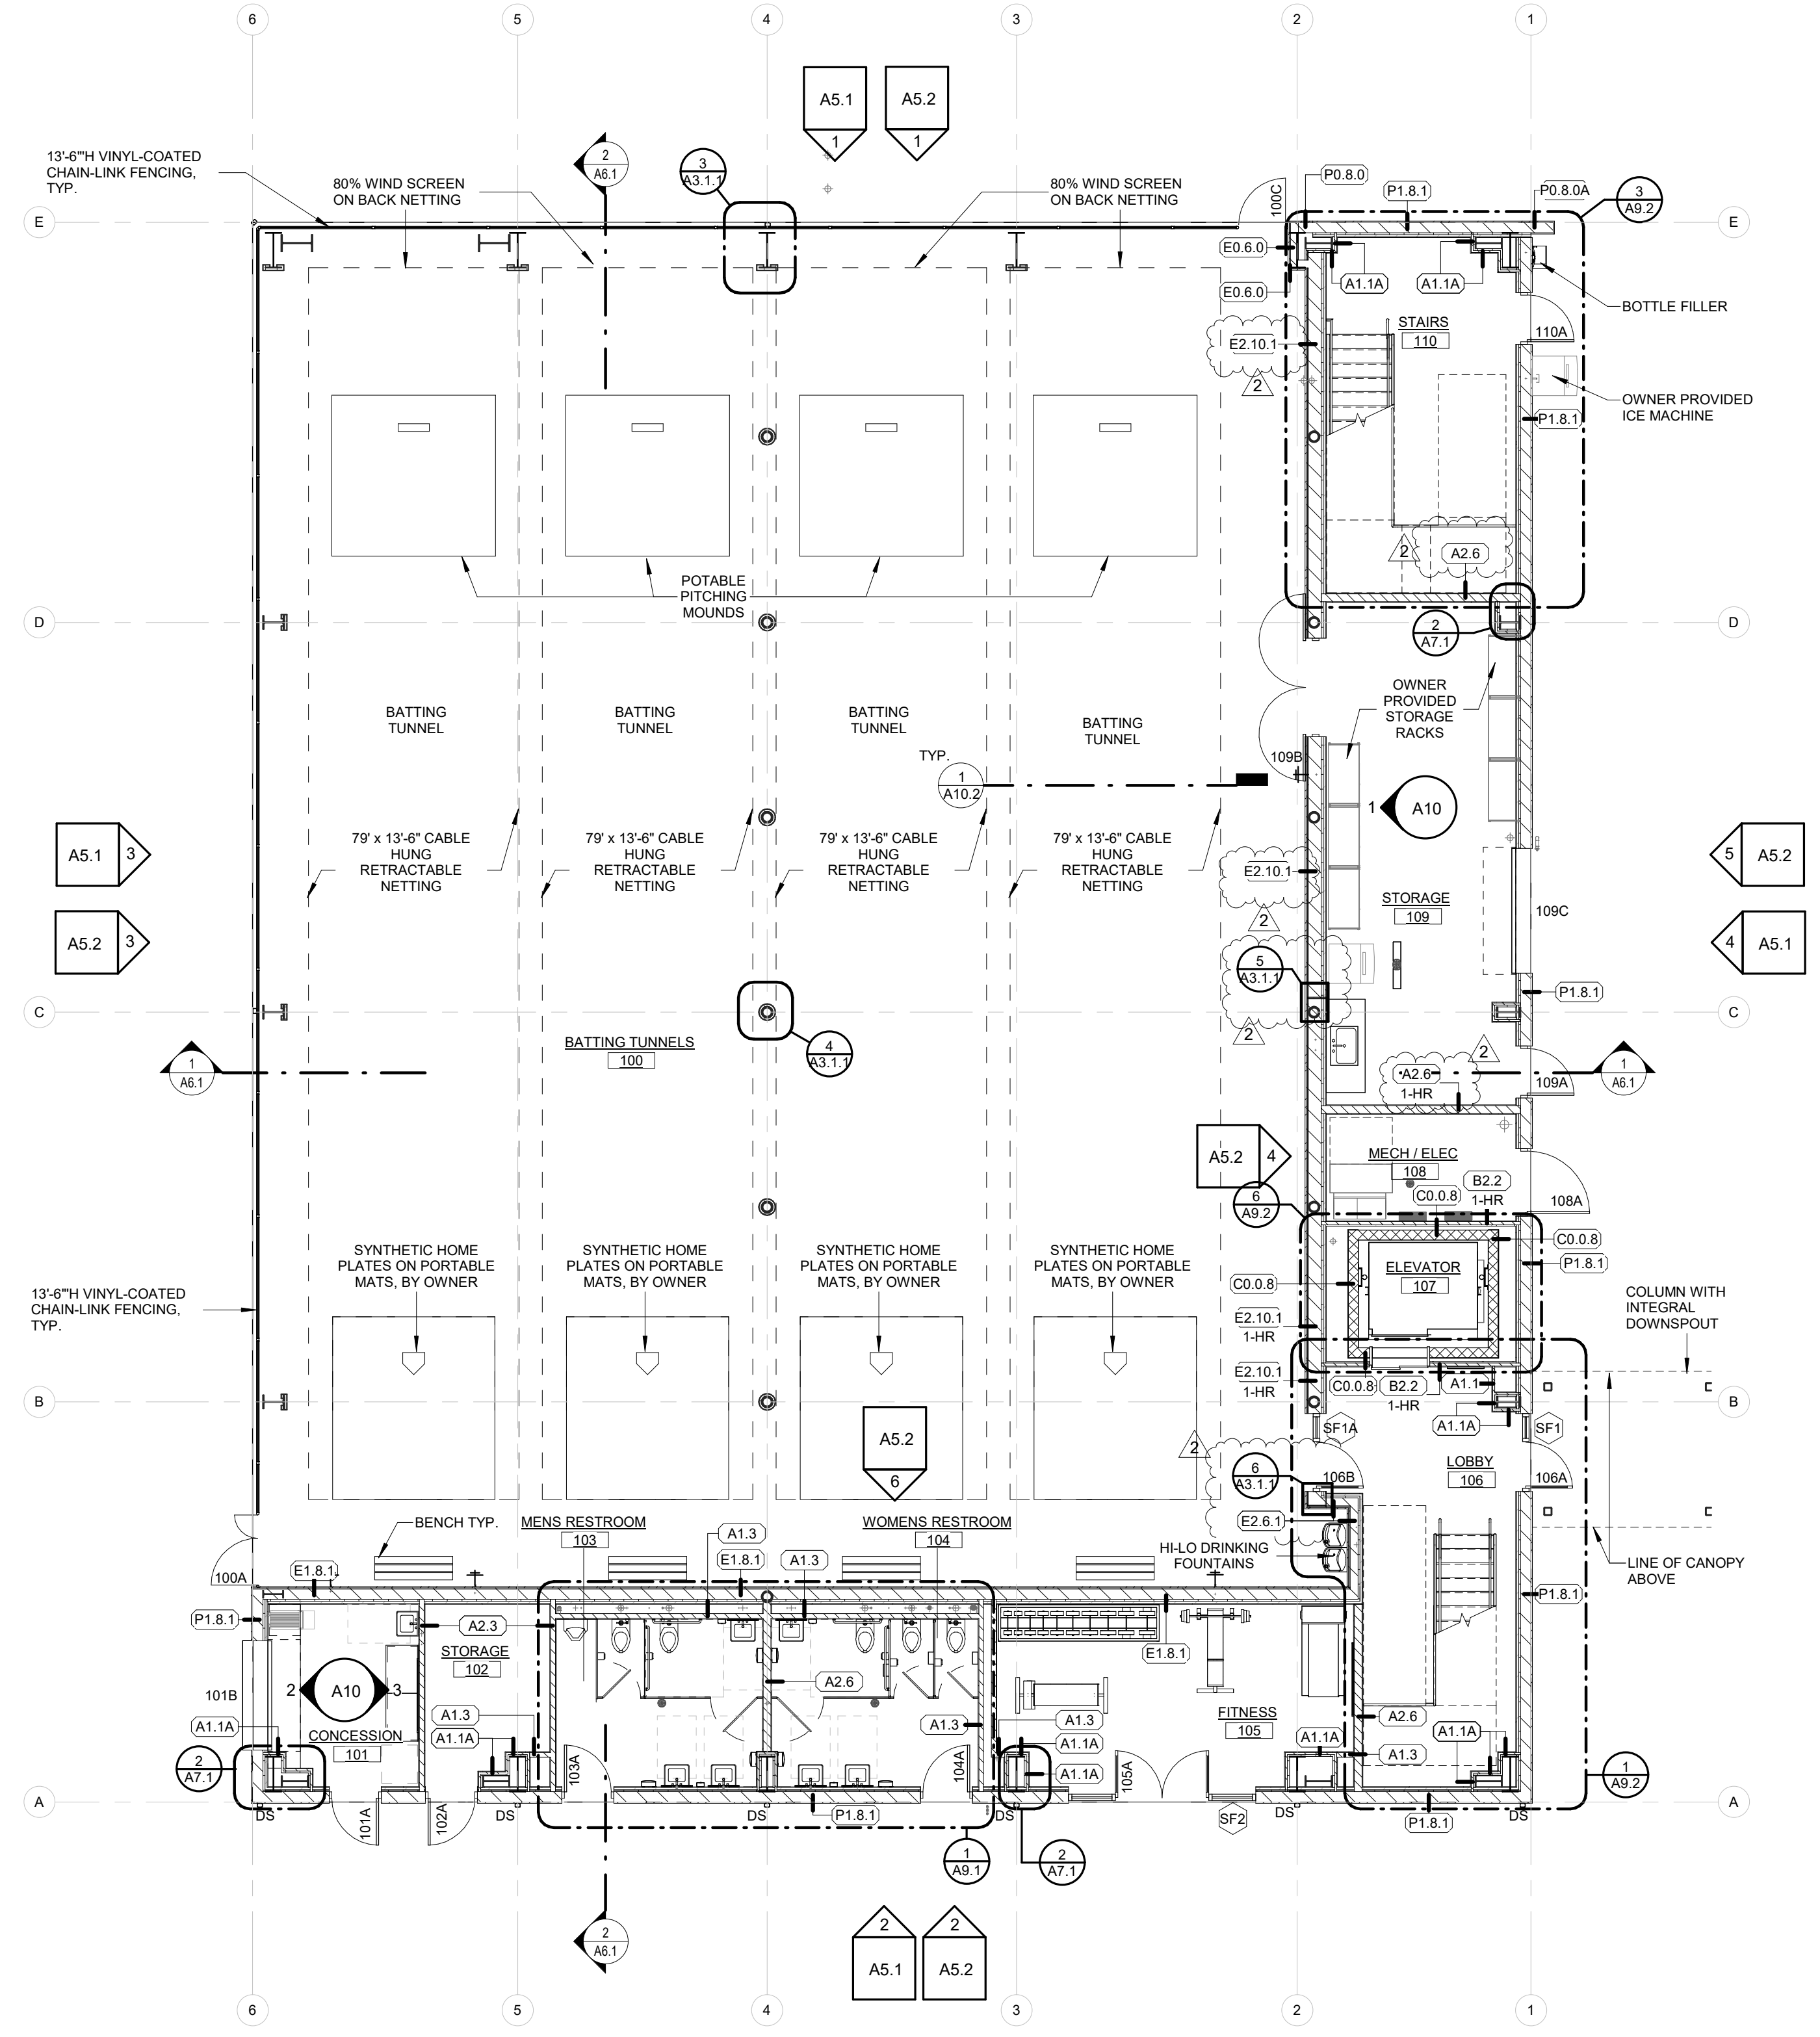 6
5
4
3
2
1
A5.1
1
A5.2
1
13'-6"'H VINYL-COATED
CHAIN-LINK FENCING,
TYP.
2
A6.1
3
A3.1.1
80% WIND SCREEN
ON BACK NETTING
80% WIND SCREEN
ON BACK NETTING
100C
P0.8.0
P1.8.1
P0.8.0A
3
A9.2
E
E
E0.6.0
E0.6.0
A1.1A
A1.1A
BOTTLE FILLER
STAIRS
110
110A
E2.10.1
2
OWNER PROVIDED
ICE MACHINE
P1.8.1
2
A2.6
POTABLE
PITCHING
MOUNDS
D
D
2
A7.1
BATTING
TUNNEL
BATTING
TUNNEL
BATTING
TUNNEL
BATTING
TUNNEL
OWNER
PROVIDED
STORAGE
RACKS
TYP.
1
A10.2
109B
1
A10
79' x 13'-6" CABLE
HUNG
RETRACTABLE
NETTING
79' x 13'-6" CABLE
HUNG
RETRACTABLE
NETTING
79' x 13'-6" CABLE
HUNG
RETRACTABLE
NETTING
79' x 13'-6" CABLE
HUNG
RETRACTABLE
NETTING
A5.1
3
A5.2
3
5
A5.2
4
A5.1
E2.10.1
2
STORAGE
109
109C
5
A3.1.1
2
P1.8.1
C
C
BATTING TUNNELS
100
4
A3.1.1
1
A6.1
2
A2.6
1-HR
109A
1
A6.1
A5.2
4
MECH / ELEC
108
B2.2
1-HR
C0.0.8
108A
6
A9.2
C0.0.8
P1.8.1
ELEVATOR
107
C0.0.8
SYNTHETIC HOME
PLATES ON PORTABLE
MATS, BY OWNER
SYNTHETIC HOME
PLATES ON PORTABLE
MATS, BY OWNER
SYNTHETIC HOME
PLATES ON PORTABLE
MATS, BY OWNER
SYNTHETIC HOME
PLATES ON PORTABLE
MATS, BY OWNER
13'-6"'H VINYL-COATED
CHAIN-LINK FENCING,
TYP.
E2.10.1
1-HR
COLUMN WITH
INTEGRAL
DOWNSPOUT
E2.10.1
1-HR
C0.0.8
B2.2
1-HR
A1.1
A1.1A
B
B
SF1A
SF1
A5.2
6
2
LOBBY
106
106B
106A
6
A3.1.1
E2.6.1
HI-LO DRINKING
FOUNTAINS
LINE OF CANOPY
ABOVE
BENCH TYP.
MENS RESTROOM
103
A1.3
WOMENS RESTROOM
104
E1.8.1
A1.3
100A
E1.8.1
P1.8.1
P1.8.1
A2.3
STORAGE
102
E1.8.1
101B
2
A10
3
A2.6
A1.3
A1.1A
A1.1A
CONCESSION
101
A1.3
A1.3
A1.1A
A1.1A
FITNESS
105
A1.1A
A2.6
A1.1A
A1.3
2
A7.1
103A
104A
105A
1
A9.2
A
A
DS
101A
102A
DS
DS
P1.8.1
DS
SF2
DS
P1.8.1
DS
1
A9.1
2
A7.1
2
A6.1
2
A5.1
2
A5.2
6
5
4
3
2
1